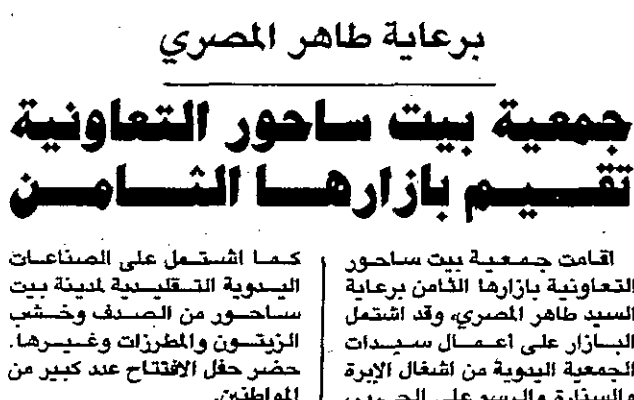 برعاية طاهر المصري
جمعية بيت ساحور التعاونية
تقيم بازارها الثامن
اقامت جمعية بيت ساحور
التعاونية بازارها الثامن برعاية
السيد طاهر المصري، وقد اشتمل
البازار على اعمال سيدات
الجمعية اليدوية من اشغال الإبرة
والسنارة والرسم على الحرير،
كما اشتمل على الصناعات
اليدوية التقليدية لمدينة بيت
ساحور من الصدف وخشب
الزيتون والمطرزات وغيرها.
حضر حفل الافتتاح عدد كبير من
المواطنين.